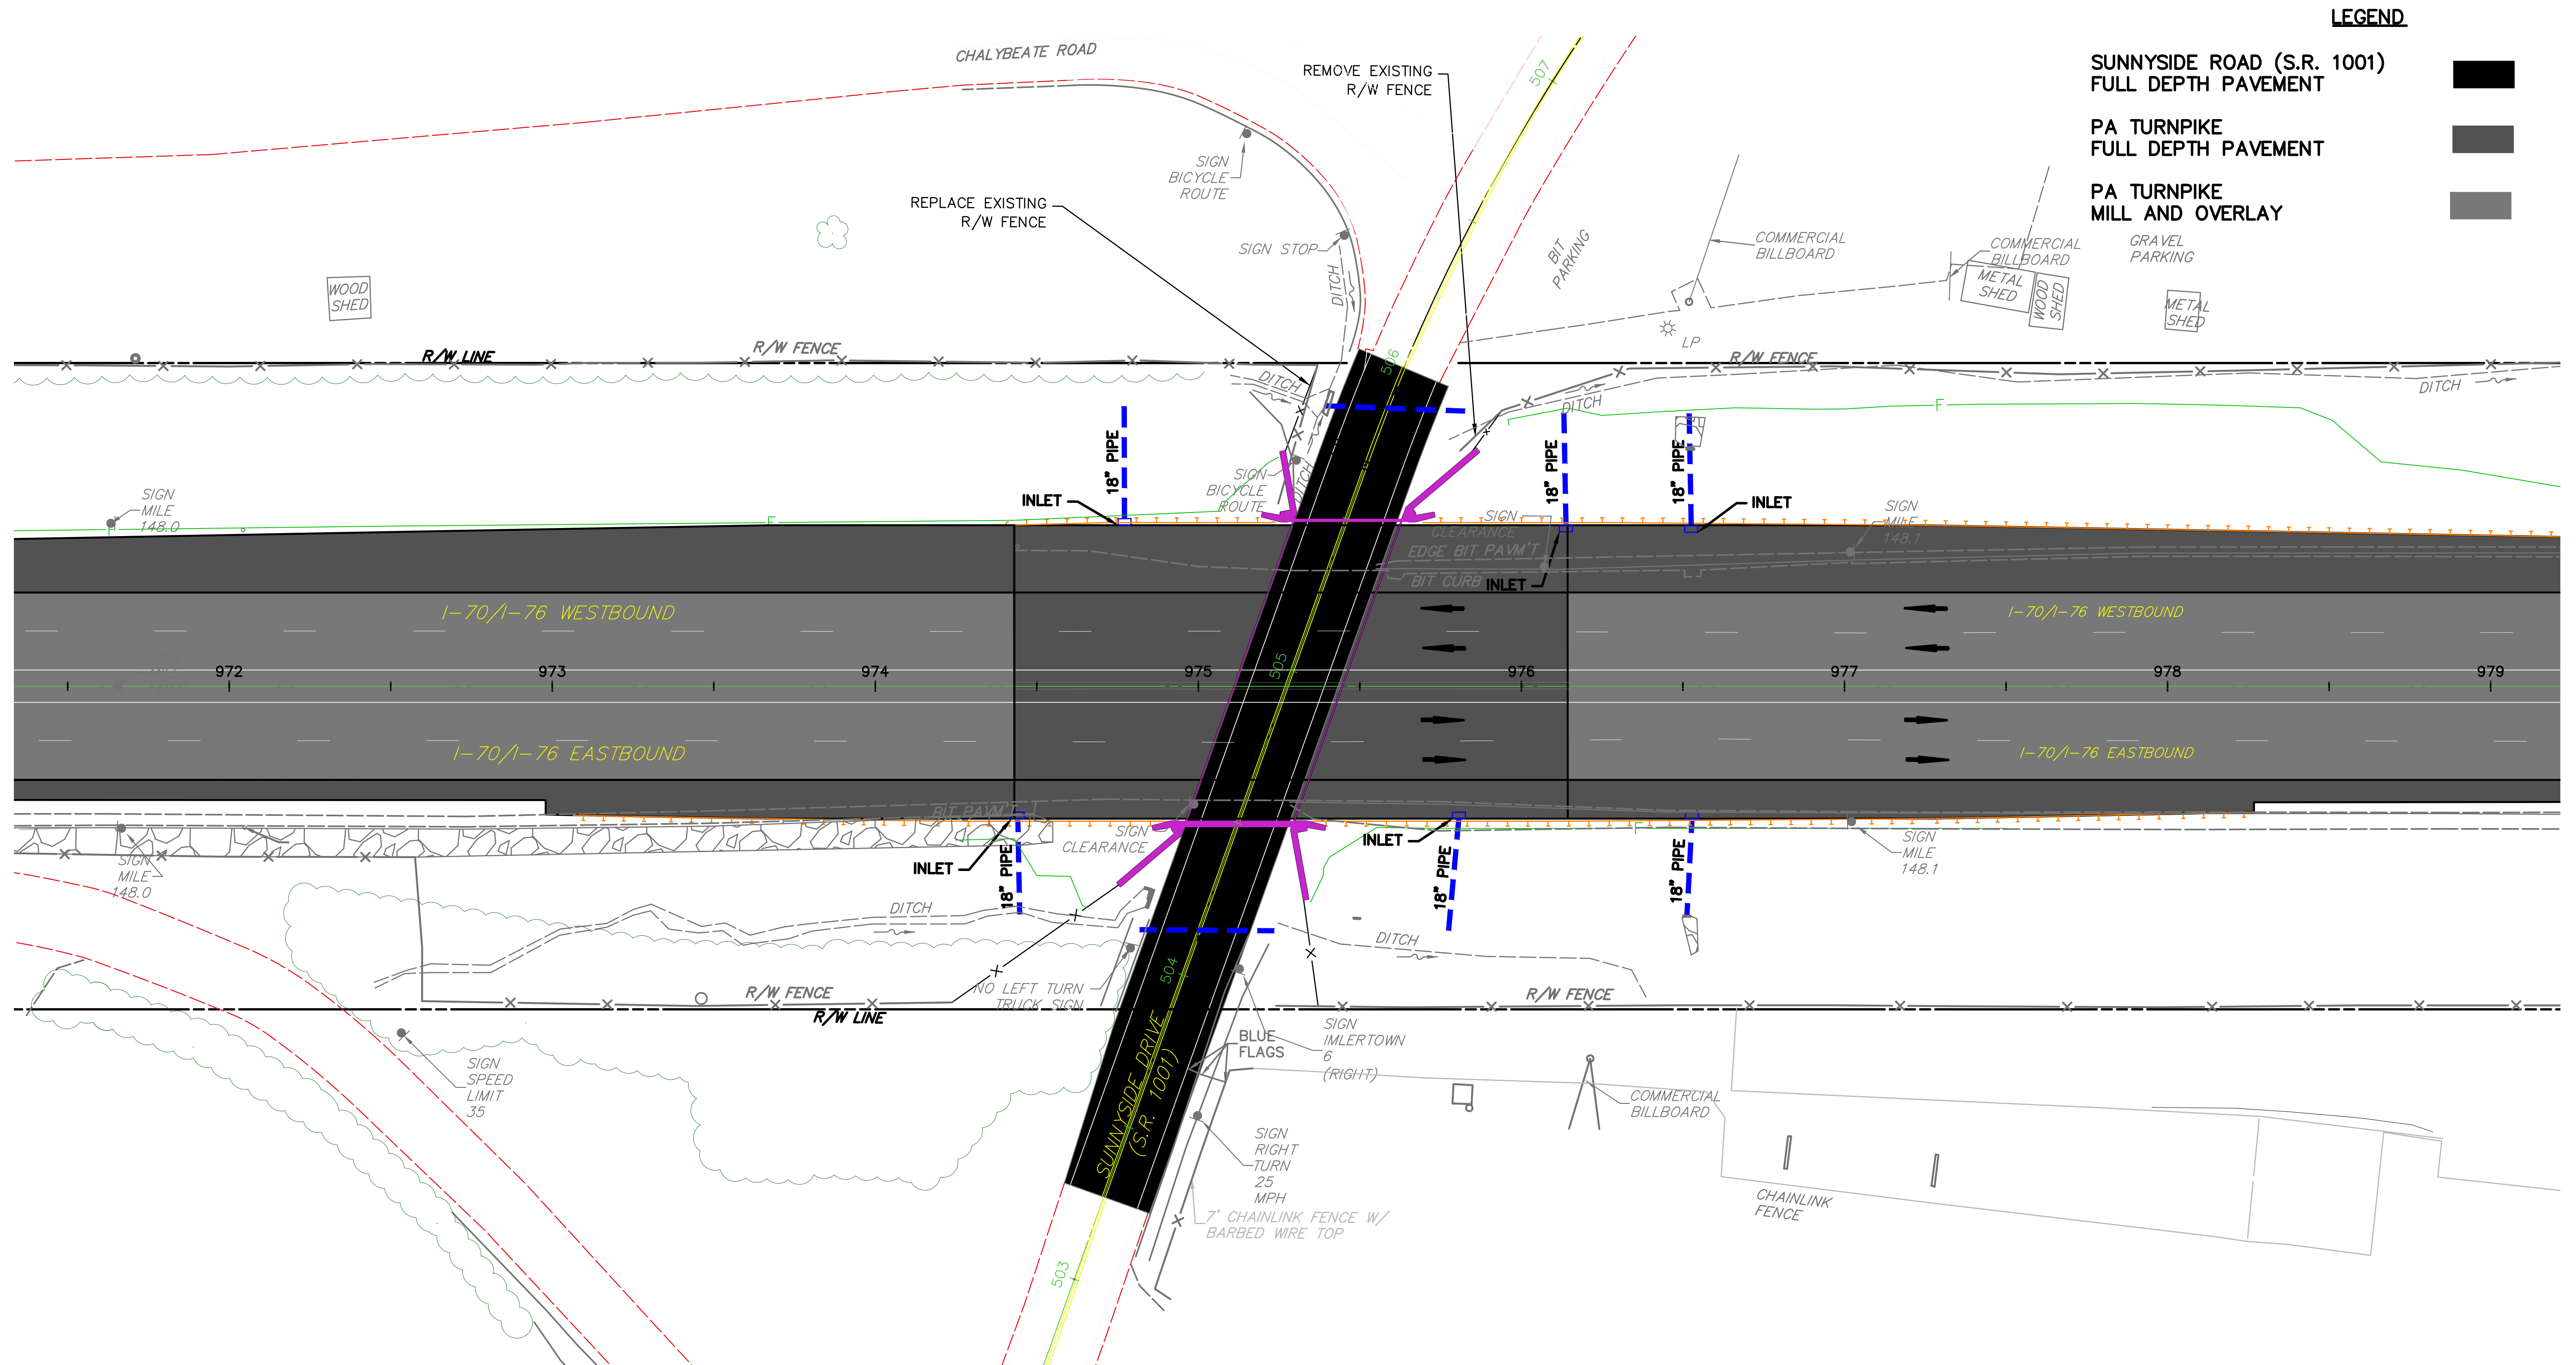 LEGEND
SUNNYSIDE ROAD (S.R. 1001)
FULL DEPTH PAVEMENT
PA TURNPIKE
FULL DEPTH PAVEMENT
PA TURNPIKE
MILL AND OVERLAY
CHALYBEATE ROAD
REMOVE EXISTING
R/W FENCE
507
SIGN
BICYCLE
ROUTE
REPLACE EXISTING
R/W FENCE
SIGN STOP
DITCH
BIT
PARKING
COMMERCIAL
BILLBOARD
COMMERCIAL
BILLBOARD
GRAVEL
PARKING
METAL
SHED
WOOD
SHED
METAL
SHED
WOOD
SHED
LP
R/W LINE
R/W FENCE
506
R/W FENCE
DITCH
DITCH
DITCH
F
18" PIPE
18" PIPE
18" PIPE
SIGN
BICYCLE
ROUTE
DITCH
INLET
INLET
SIGN
MILE
148.0
F
F
SIGN
CLEARANCE
SIGN
MILE
148.1
EDGE BIT PAVM'T
BIT CURB
INLET
I-70/I-76 WESTBOUND
I-70/I-76 WESTBOUND
972
973
974
975
505
976
977
978
979
I-70/I-76 EASTBOUND
I-70/I-76 EASTBOUND
BIT PAVM'T
SIGN
CLEARANCE
INLET
INLET
F
SIGN
MILE
148.0
SIGN
MILE
148.1
18" PIPE
18" PIPE
18" PIPE
DITCH
DITCH
504
NO LEFT TURN
TRUCK SIGN
R/W FENCE
R/W LINE
R/W FENCE
SUNNYSIDE DRIVE
(S.R. 1001)
BLUE
FLAGS
SIGN
IMLERTOWN
6
(RIGHT)
SIGN
SPEED
LIMIT
35
COMMERCIAL
BILLBOARD
SIGN
RIGHT
TURN
25
MPH
7' CHAINLINK FENCE W/
BARBED WIRE TOP
CHAINLINK
FENCE
503